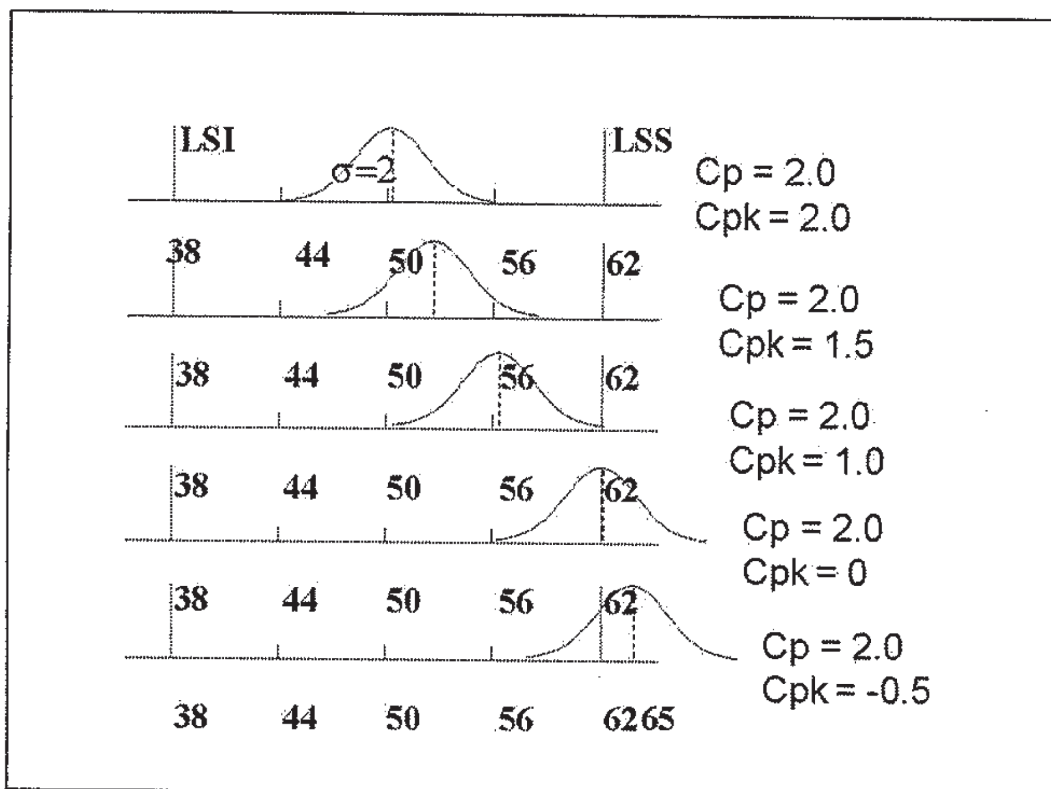 LSI LSS
σ=2
Cp = 2.0
Cpk = 2.0
38 44 50 56 62
Cp = 2.0
Cpk = 1.5
38 44 50 56 62
Cp = 2.0
Cpk = 1.0
38 44 50 56 62
Cp = 2.0
Cpk = 0
38 44 50 56 62
Cp = 2.0
Cpk = -0.5
38 44 50 56 62 65